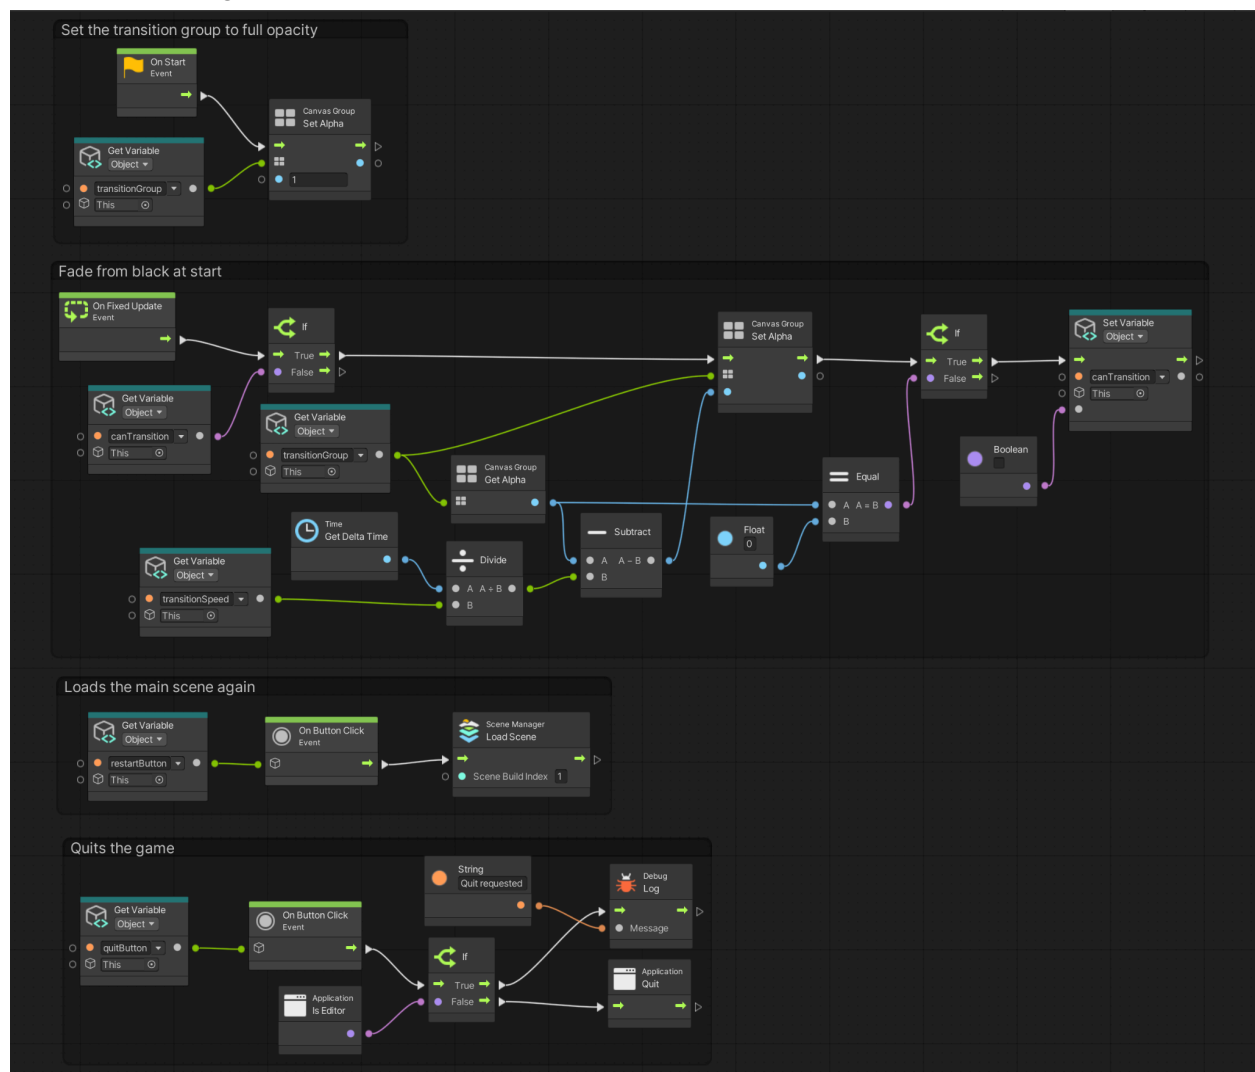 Set the transition group to full opacity
On Start
Event
Canvas Group
Set Alpha
Get Variable
Object
transitionGroup
This
1
Fade from black at start
On Fixed Update
Event
If
True
False
Get Variable
Object
canTransition
This
Get Variable
Object
transitionGroup
This
Canvas Group
Get Alpha
Time
Get Delta Time
Get Variable
Object
transitionSpeed
This
Divide
A A ÷ B
B
Subtract
A A − B
B
Canvas Group
Set Alpha
Float
0
Equal
A A = B
B
If
True
False
Boolean
Set Variable
Object
canTransition
This
Loads the main scene again
Get Variable
Object
restartButton
This
On Button Click
Event
Scene Manager
Load Scene
Scene Build Index 1
Quits the game
Get Variable
Object
quitButton
This
On Button Click
Event
Application
Is Editor
String
Quit requested
If
True
False
Debug
Log
Message
Application
Quit